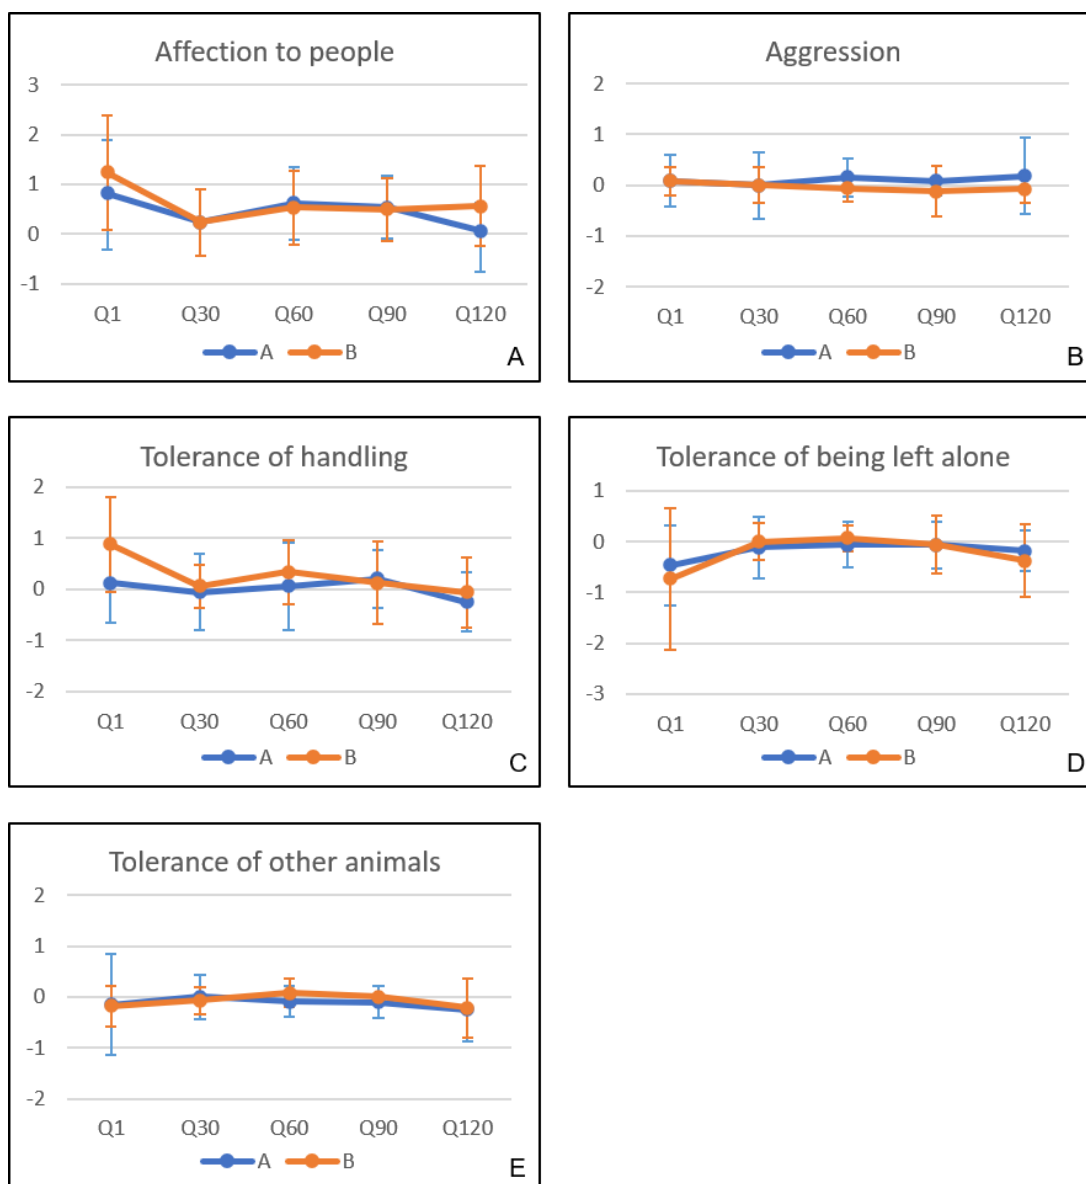 Affection to people
3
2
1
0
-1
Q1 Q30 Q60 Q90 Q120
A B
A
Aggression
2
1
0
-1
-2
Q1 Q30 Q60 Q90 Q120
A B
B
Tolerance of handling
2
1
0
-1
-2
Q1 Q30 Q60 Q90 Q120
A B
C
Tolerance of being left alone
1
0
-1
-2
-3
Q1 Q30 Q60 Q90 Q120
A B
D
Tolerance of other animals
2
1
0
-1
-2
Q1 Q30 Q60 Q90 Q120
A B
E